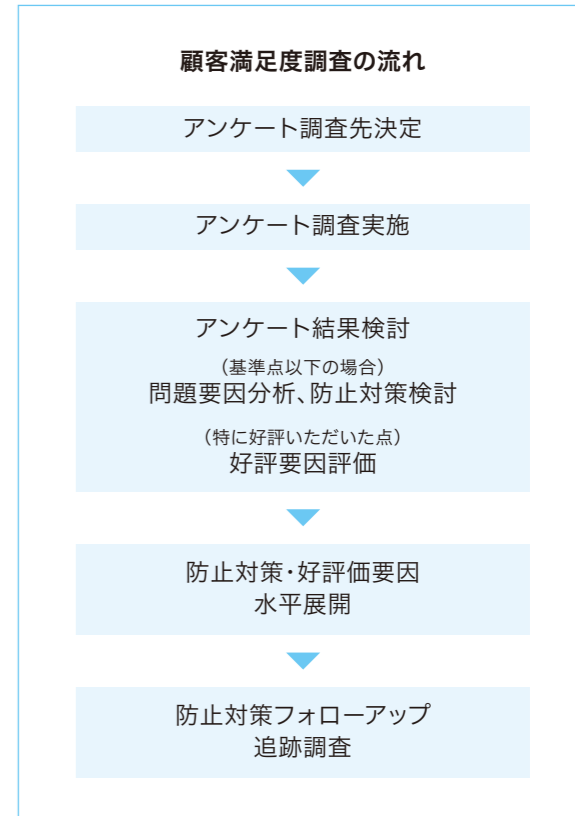 顧客満足度調査の流れ
アンケート調査先決定
アンケート調査実施
アンケート結果検討
（基準点以下の場合）
問題要因分析、防止対策検討
（特に好評いただいた点）
好評要因評価
防止対策・好評価要因
水平展開
防止対策フォローアップ
追跡調査